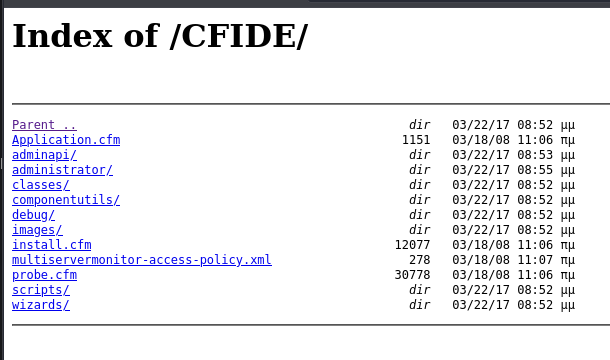 Index of /CFIDE/
Parent .. dir 03/22/17 08:52 μμ
Application.cfm 1151 03/18/08 11:06 πμ
adminapi/ dir 03/22/17 08:53 μμ
administrator/ dir 03/22/17 08:55 μμ
classes/ dir 03/22/17 08:52 μμ
componentutils/ dir 03/22/17 08:52 μμ
debug/ dir 03/22/17 08:52 μμ
images/ dir 03/22/17 08:52 μμ
install.cfm 12077 03/18/08 11:06 πμ
multiservermonitor-access-policy.xml 278 03/18/08 11:07 πμ
probe.cfm 30778 03/18/08 11:06 πμ
scripts/ dir 03/22/17 08:52 μμ
wizards/ dir 03/22/17 08:52 μμ